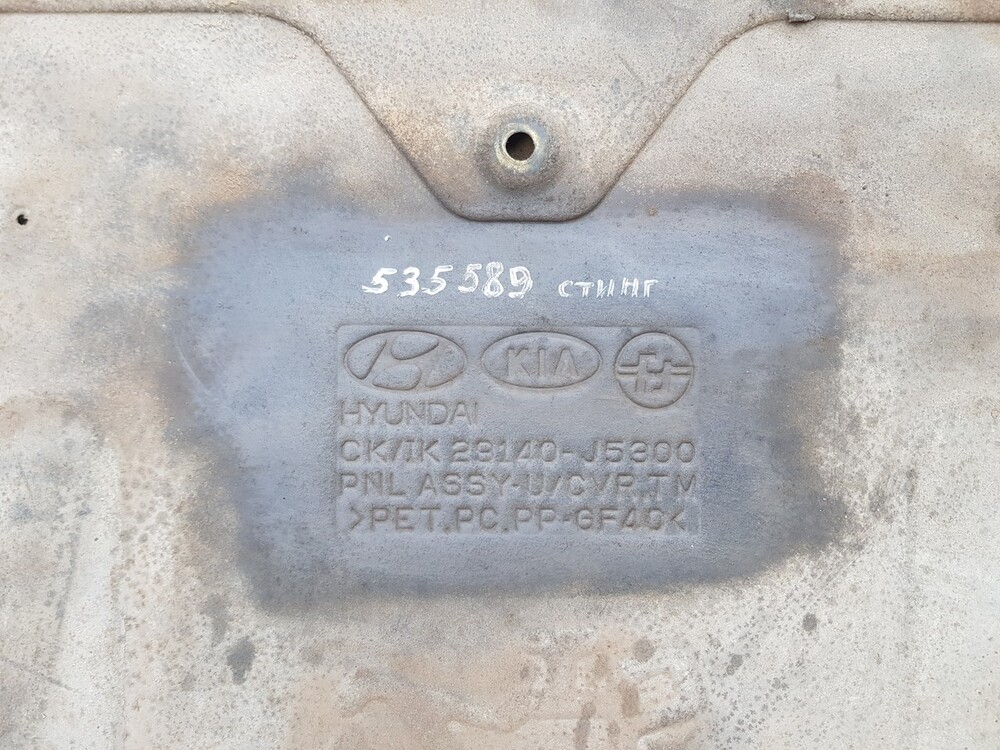 535589 стинг
KIA
HYUNDAI
CK/IK 29140-J5300
PNL ASSY-U/CVR.TM
>PET.PC.PP-GF40<